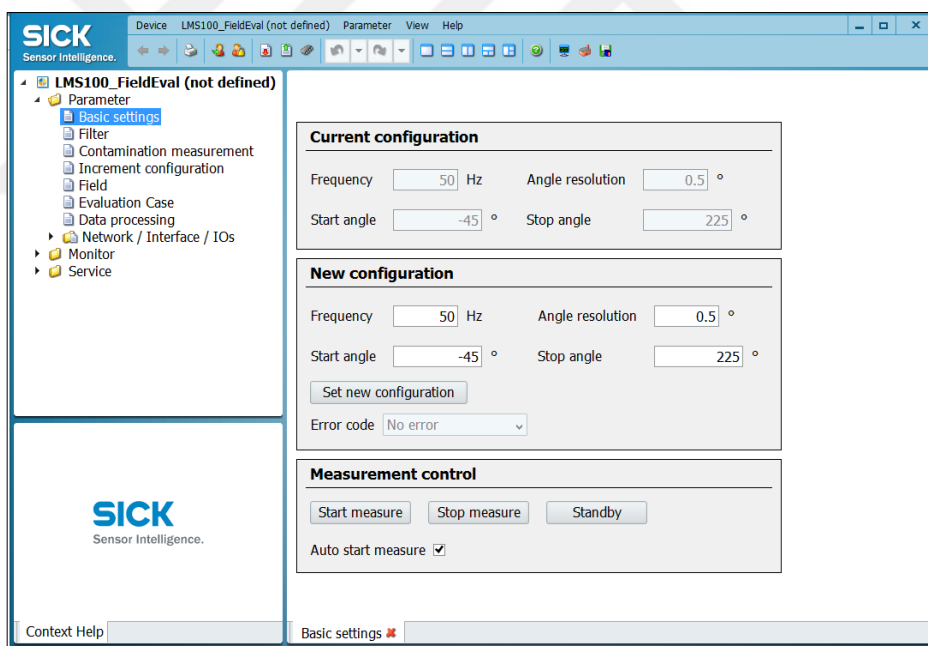 SICK
Sensor Intelligence.
Device LMS100_FieldEval (not defined) Parameter View Help
LMS100_FieldEval (not defined)
Parameter
Basic settings
Filter
Contamination measurement
Increment configuration
Field
Evaluation Case
Data processing
Network / Interface / IOs
Monitor
Service
Current configuration
Frequency 50 Hz Angle resolution 0.5 °
Start angle -45 ° Stop angle 225 °
New configuration
Frequency 50 Hz Angle resolution 0.5 °
Start angle -45 ° Stop angle 225 °
Set new configuration
Error code No error
Measurement control
Start measure Stop measure Standby
Auto start measure
SICK
Sensor Intelligence.
Context Help
Basic settings